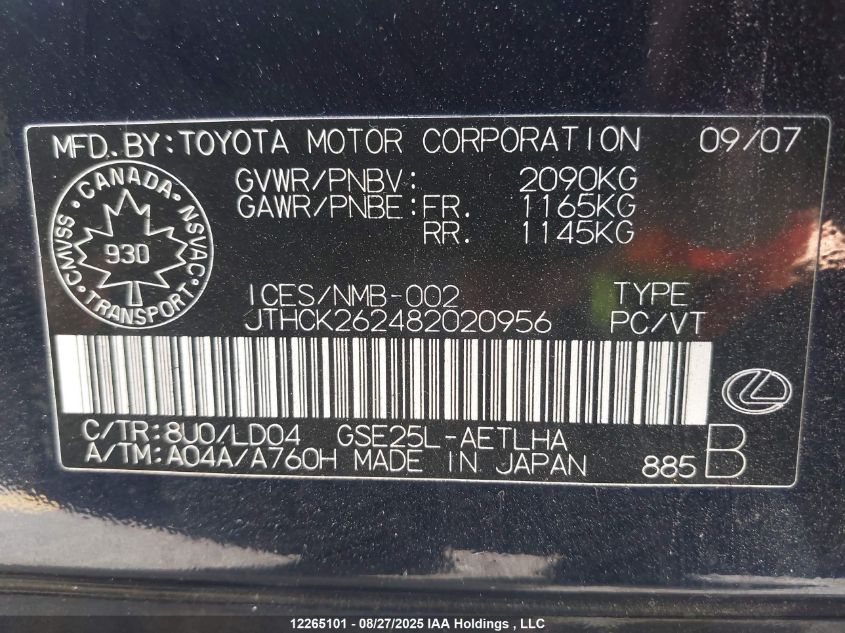 MFD. BY: TOYOTA MOTOR CORPORATION 09/07
GVWR/PNBV: 2090KG
GAWR/PNBE: FR. 1165KG
RR. 1145KG
CMVSS · CANADA · NSVAC · TRANSPORT ·
930
ICES/NMB-002 TYPE
JTHCK262482020956 PC/VT
C/TR: 8U0/LD04 GSE25L-AETLHA
A/TM: A04A/A760H MADE IN JAPAN 885 B
12265101 - 08/27/2025 IAA Holdings , LLC